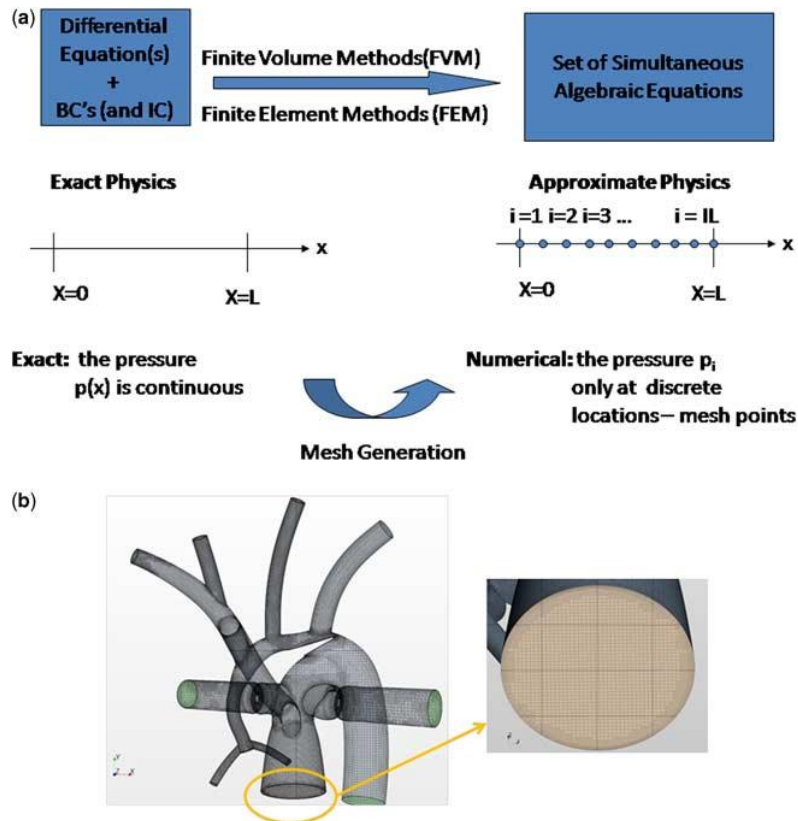 (a)
Differential
Equation(s)
+
BC's (and IC)
Finite Volume Methods(FVM)
Finite Element Methods (FEM)
Set of Simultaneous
Algebraic Equations
Exact Physics
x
X=0
X=L
Approximate Physics
i =1 i=2 i=3 ... i = IL
x
X=0
X=L
Exact: the pressure
p(x) is continuous
Numerical: the pressure pᵢ
only at discrete
locations– mesh points
Mesh Generation
(b)
Y
Z X